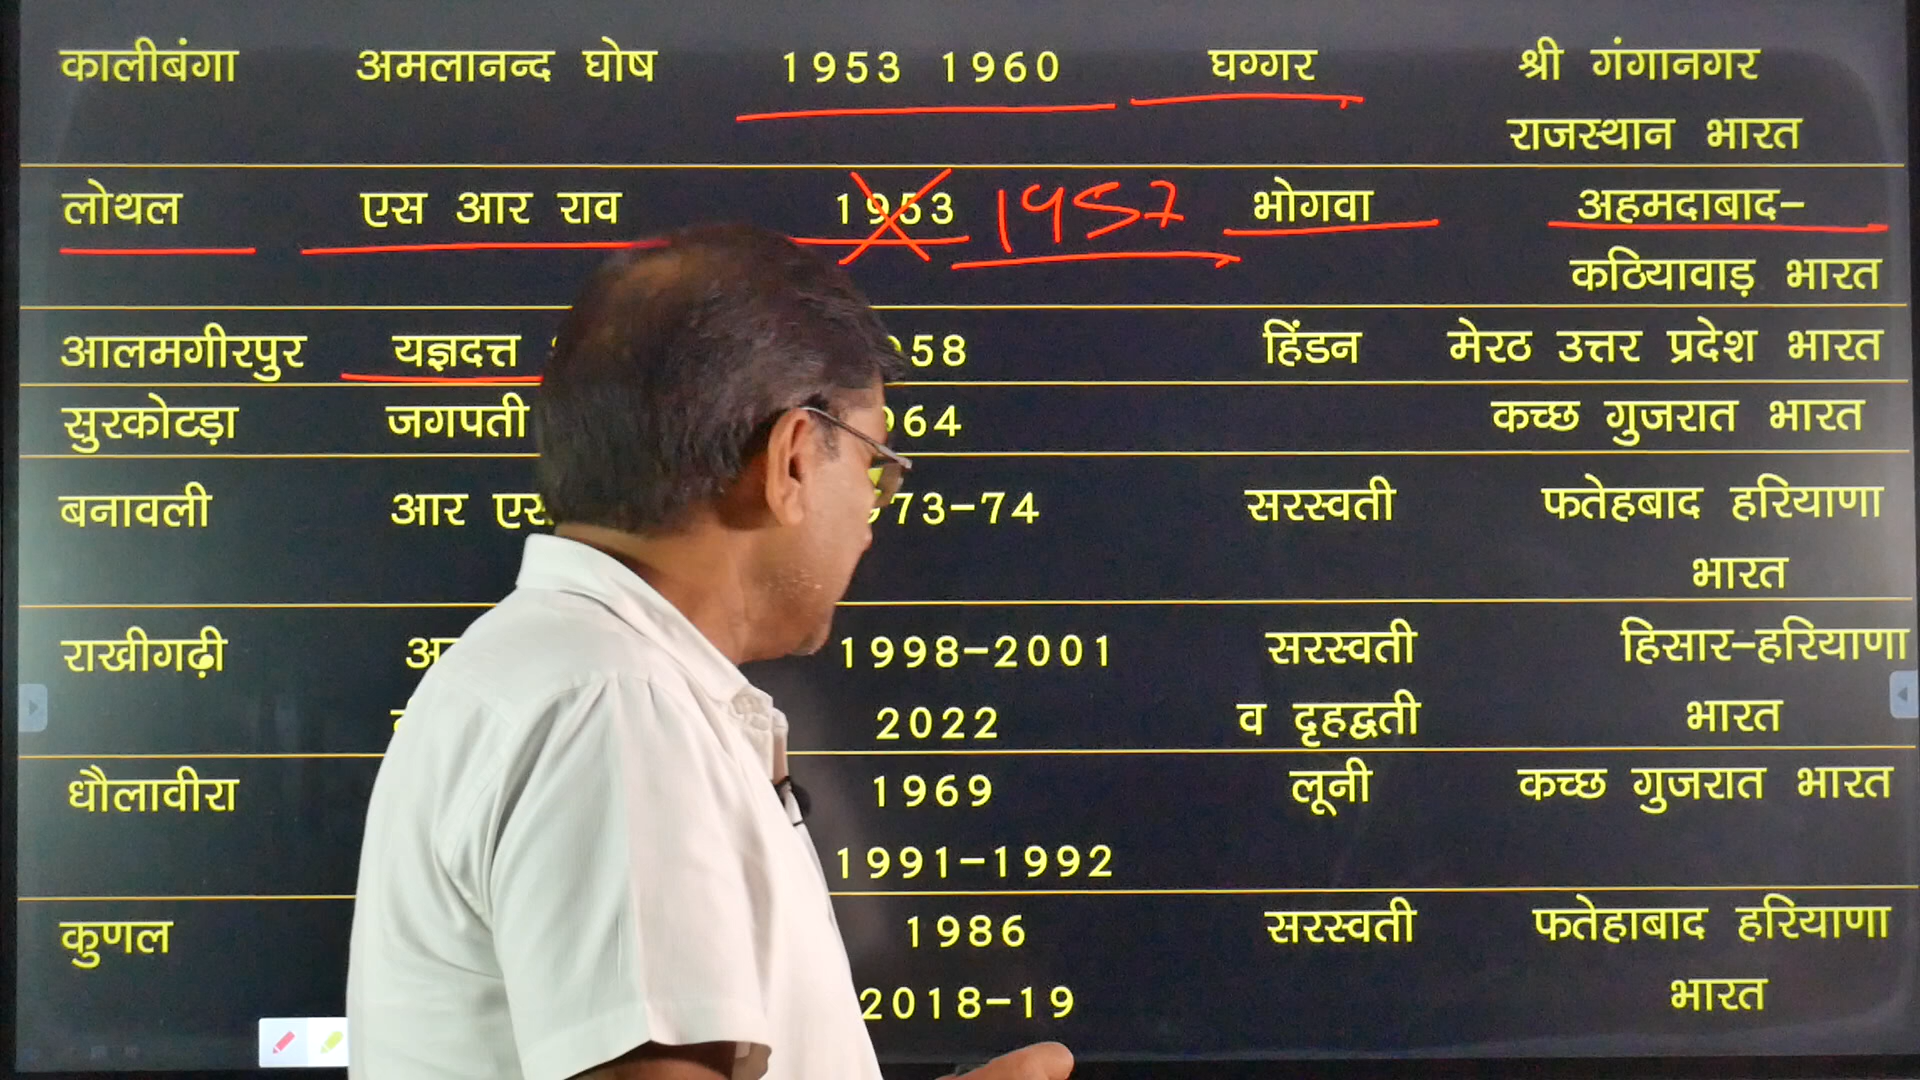 कालीबंगा अमलानन्द घोष 1953 1960 घग्गर श्री गंगानगर
राजस्थान भारत
लोथल एस आर राव 1953 1957 भोगवा अहमदाबाद-
कठियावाड़ भारत
आलमगीरपुर यज्ञदत्त 58 हिंडन मेरठ उत्तर प्रदेश भारत
सुरकोटड़ा जगपती 64 कच्छ गुजरात भारत
बनावली आर एस 73-74 सरस्वती फतेहबाद हरियाणा
भारत
राखीगढ़ी 1998-2001 सरस्वती हिसार-हरियाणा
2022 व दृहद्वती भारत
धौलावीरा 1969 लूनी कच्छ गुजरात भारत
1991-1992
कुणल 1986 सरस्वती फतेहाबाद हरियाणा
2018-19 भारत